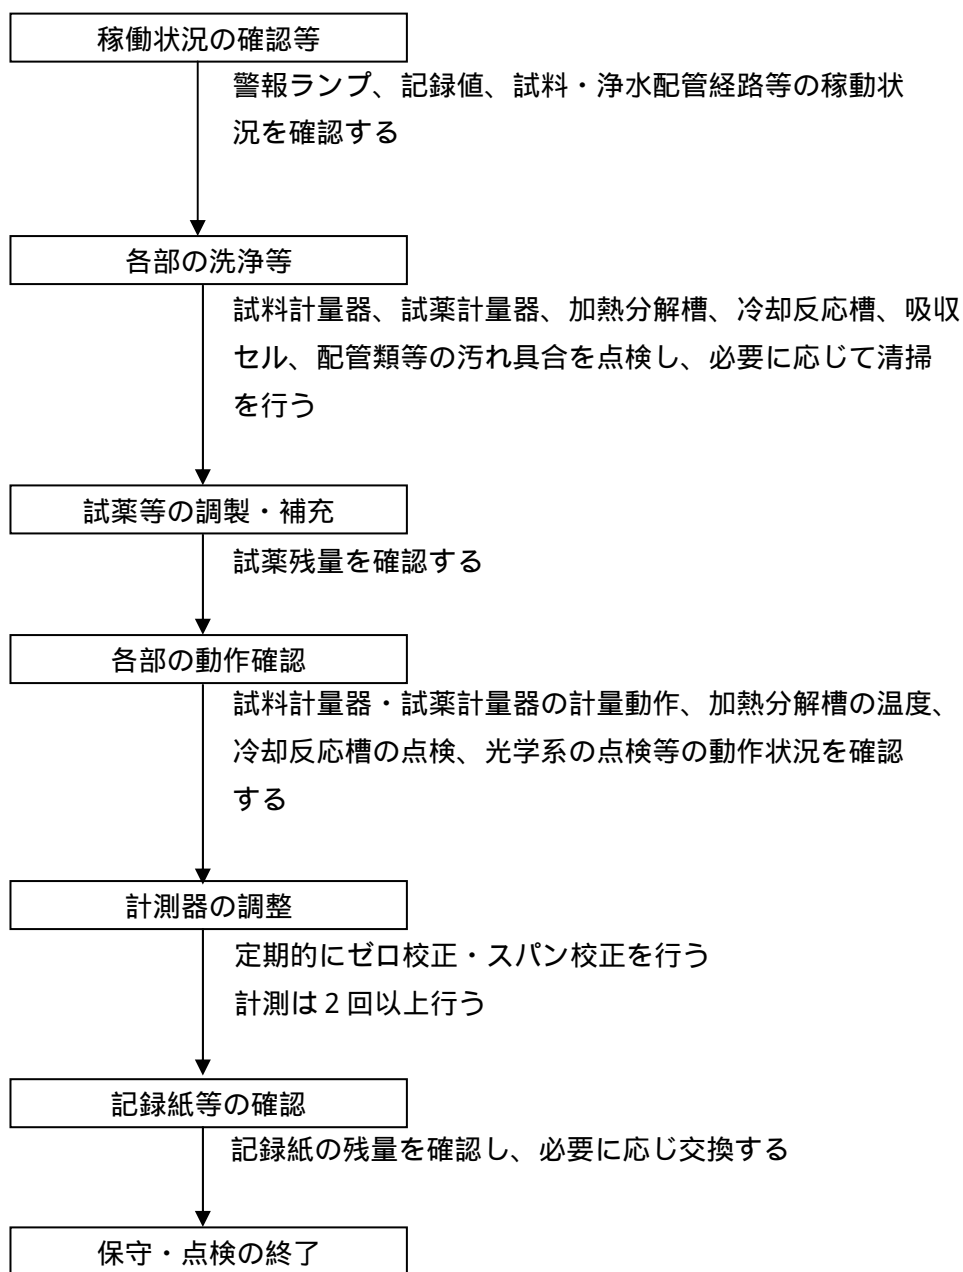 稼働状況の確認等
警報ランプ、記録値、試料・浄水配管経路等の稼動状
況を確認する
各部の洗浄等
試料計量器、試薬計量器、加熱分解槽、冷却反応槽、吸収
セル、配管類等の汚れ具合を点検し、必要に応じて清掃
を行う
試薬等の調製・補充
試薬残量を確認する
各部の動作確認
試料計量器・試薬計量器の計量動作、加熱分解槽の温度、
冷却反応槽の点検、光学系の点検等の動作状況を確認
する
計測器の調整
定期的にゼロ校正・スパン校正を行う
計測は2回以上行う
記録紙等の確認
記録紙の残量を確認し、必要に応じ交換する
保守・点検の終了